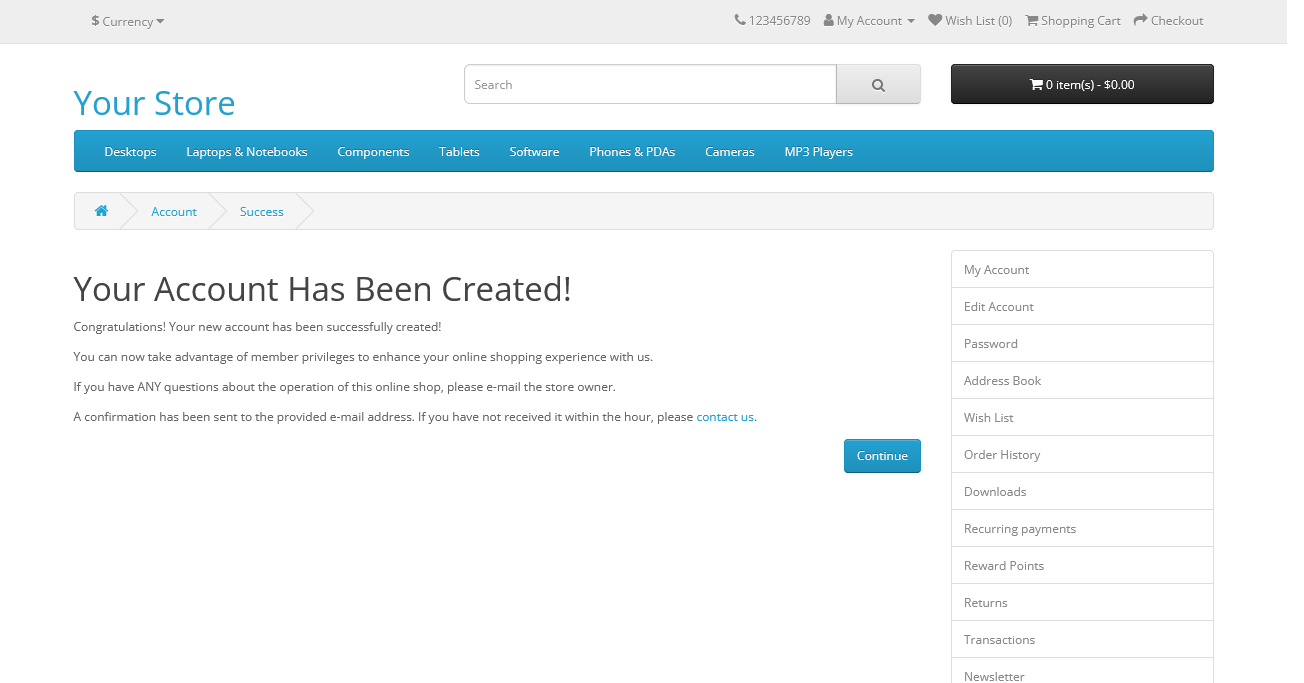 $ Currency
123456789 My Account Wish List (0) Shopping Cart Checkout
Your Store
Search
0 item(s) - $0.00
Desktops Laptops & Notebooks Components Tablets Software Phones & PDAs Cameras MP3 Players
Account Success
Your Account Has Been Created!
Congratulations! Your new account has been successfully created!
You can now take advantage of member privileges to enhance your online shopping experience with us.
If you have ANY questions about the operation of this online shop, please e-mail the store owner.
A confirmation has been sent to the provided e-mail address. If you have not received it within the hour, please contact us.
Continue
My Account
Edit Account
Password
Address Book
Wish List
Order History
Downloads
Recurring payments
Reward Points
Returns
Transactions
Newsletter